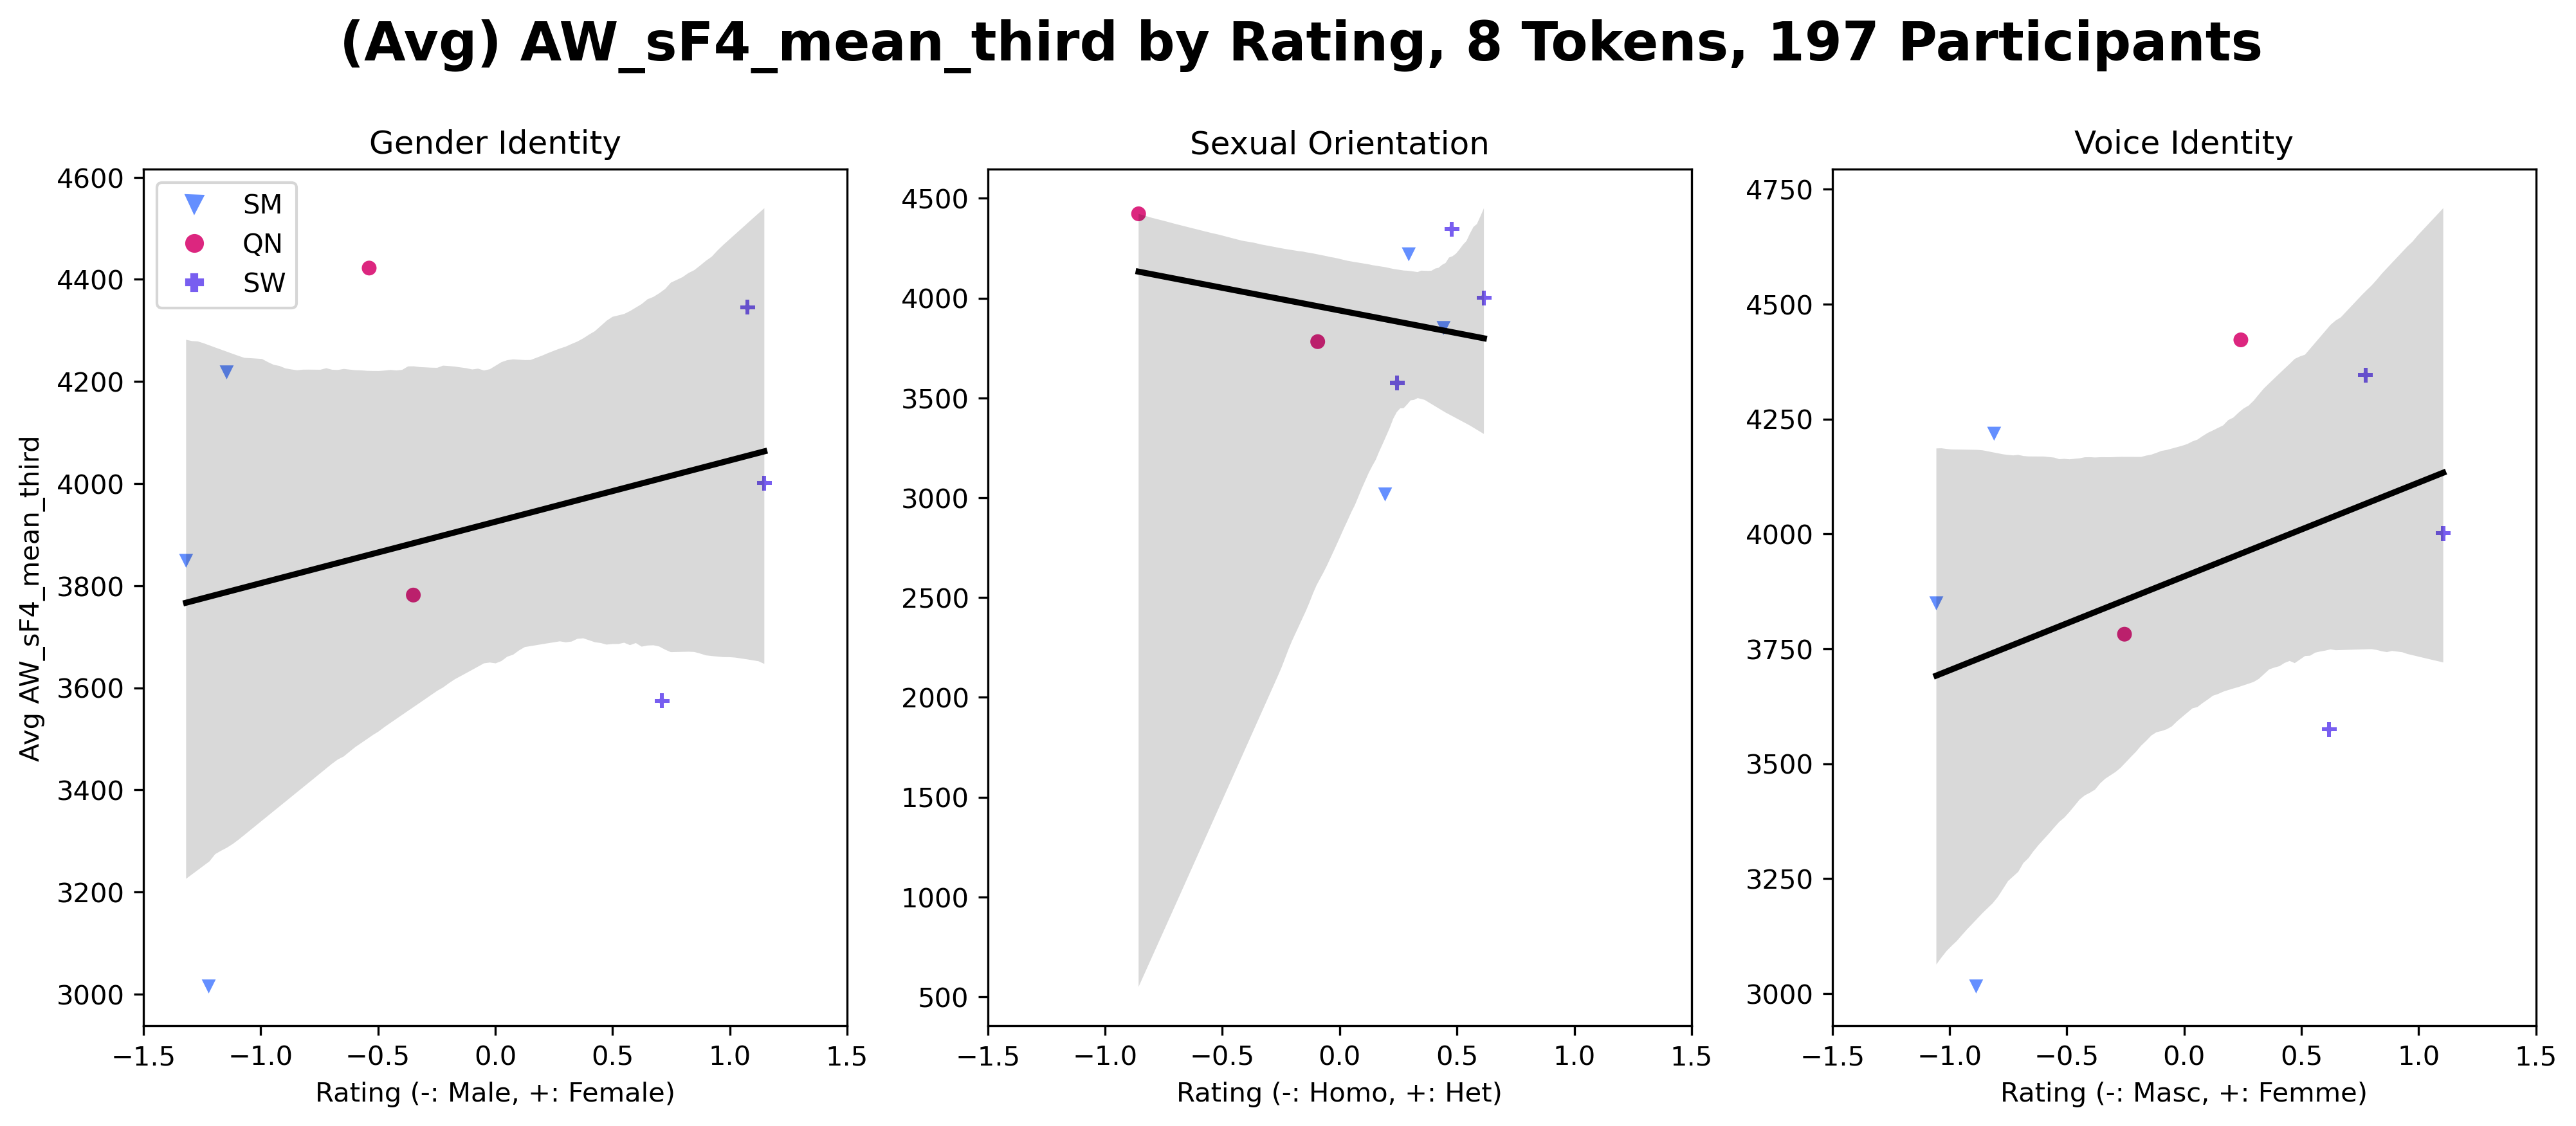 (Avg) AW_sF4_mean_third by Rating, 8 Tokens, 197 Participants
Gender Identity
Avg AW_sF4_mean_third
4600
4400
4200
4000
3800
3600
3400
3200
3000
SM
QN
SW
−1.5 −1.0 −0.5 0.0 0.5 1.0 1.5
Rating (-: Male, +: Female)
Sexual Orientation
4500
4000
3500
3000
2500
2000
1500
1000
500
−1.5 −1.0 −0.5 0.0 0.5 1.0 1.5
Rating (-: Homo, +: Het)
Voice Identity
4750
4500
4250
4000
3750
3500
3250
3000
−1.5 −1.0 −0.5 0.0 0.5 1.0 1.5
Rating (-: Masc, +: Femme)